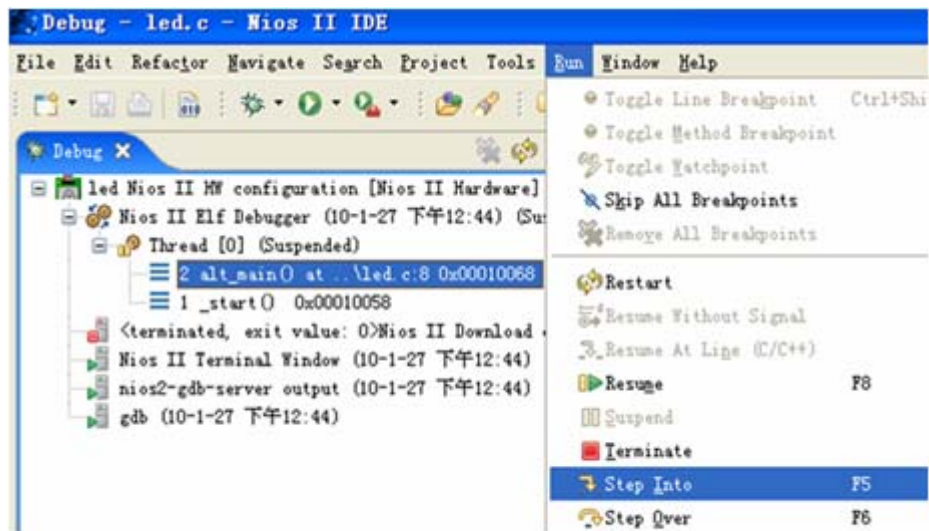 Debug - led.c - Nios II IDE
File Edit Refactor Navigate Search Project Tools Run Window Help
Debug
led Nios II HW configuration [Nios II Hardware]
Nios II Elf Debugger (10-1-27 下午12:44) (Sus
Thread [0] (Suspended)
2 alt_main() at ..\led.c:8 0x00010068
1 _start() 0x00010058
<terminated, exit value: 0>Nios II Download
Nios II Terminal Window (10-1-27 下午12:44)
nios2-gdb-server output (10-1-27 下午12:44)
gdb (10-1-27 下午12:44)
Toggle Line Breakpoint Ctrl+Shi
Toggle Method Breakpoint
Toggle Watchpoint
Skip All Breakpoints
Remove All Breakpoints
Restart
Resume Without Signal
Resume At Line (C/C++)
Resume F8
Suspend
Terminate
Step Into F5
Step Over F6